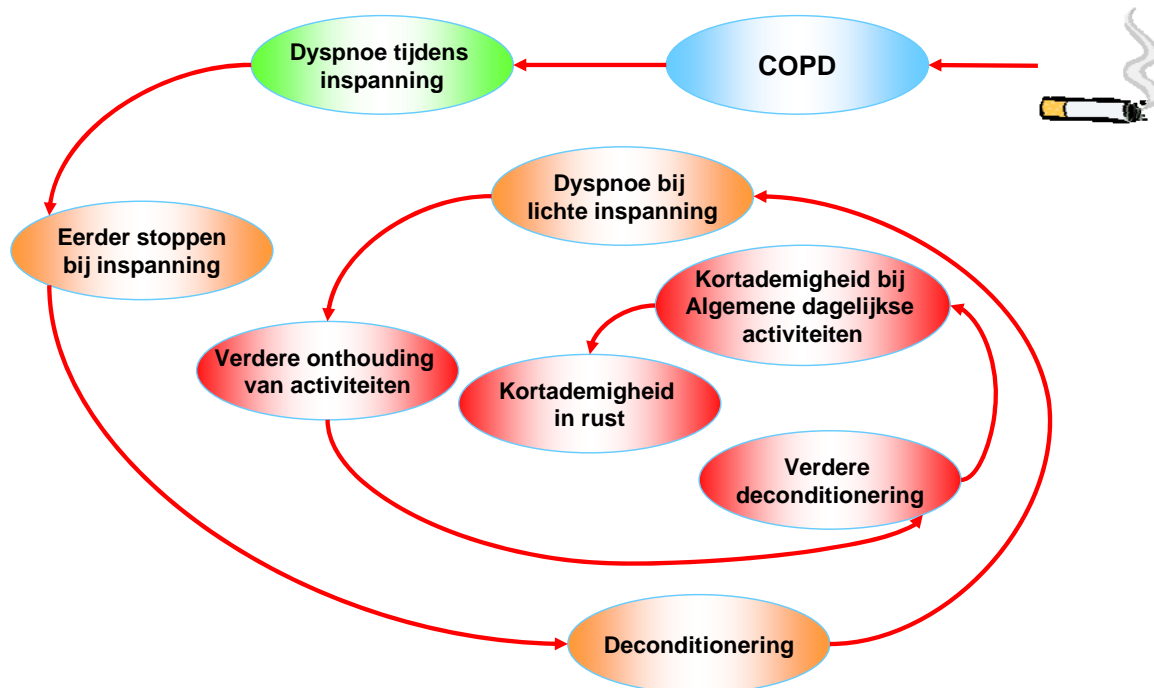 Dyspnoe tijdens
inspanning
COPD
Dyspnoe bij
lichte inspanning
Eerder stoppen
bij inspanning
Kortademigheid bij
Algemene dagelijkse
activiteiten
Verdere onthouding
van activiteiten
Kortademigheid
in rust
Verdere
deconditionering
Deconditionering